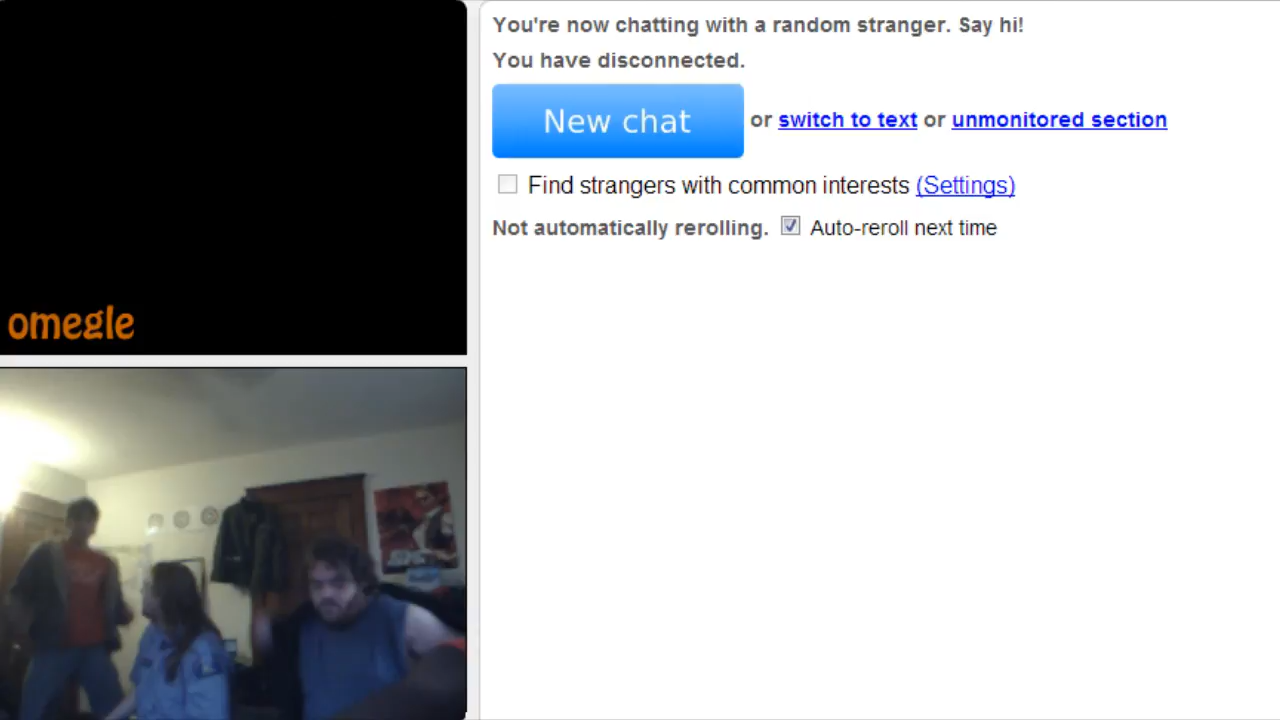 You're now chatting with a random stranger. Say hi!
You have disconnected.
New chat or switch to text or unmonitored section
Find strangers with common interests (Settings)
Not automatically rerolling. Auto-reroll next time
omegle